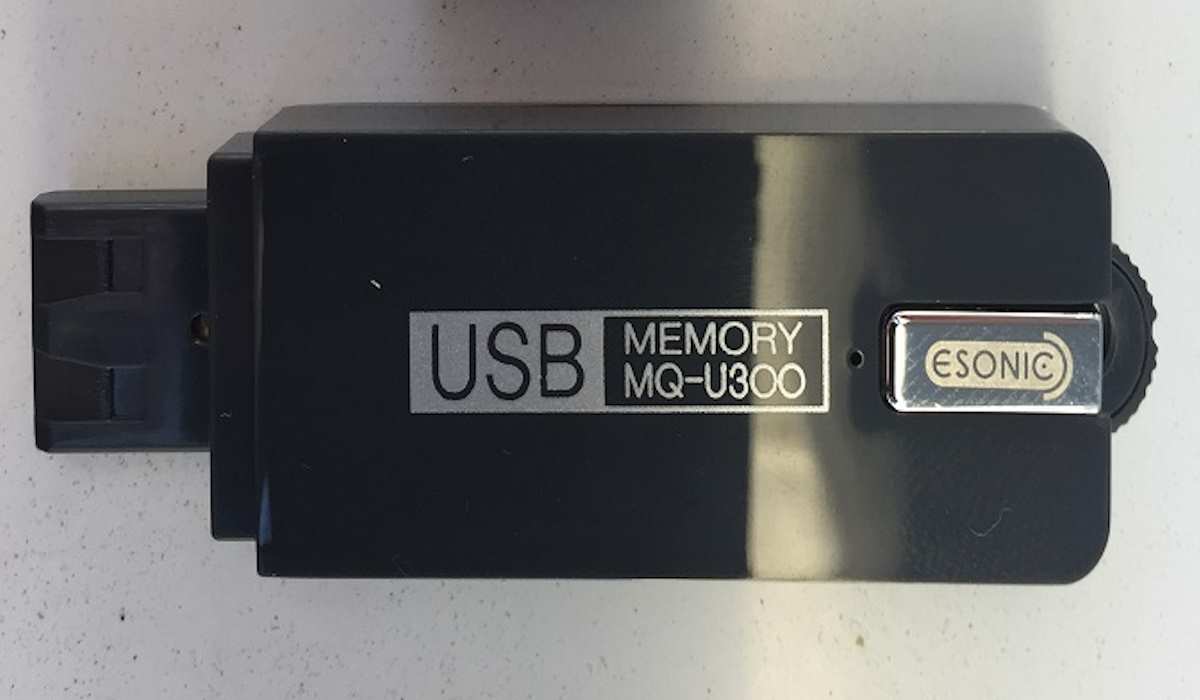 USB
MEMORY
MQ-U300
ESONIC